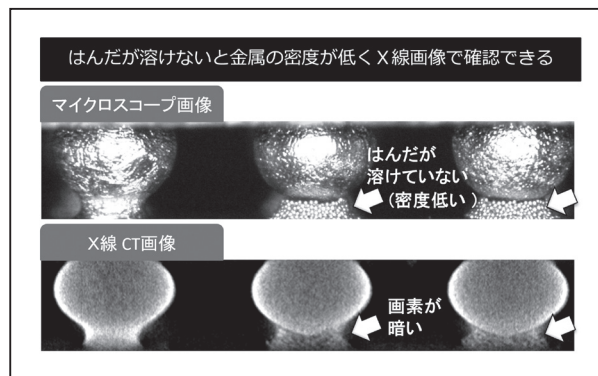 はんだが溶けないと金属の密度が低くX線画像で確認できる
マイクロスコープ画像
はんだが
溶けていない
（密度低い ）
X線 CT画像
画素が
暗い